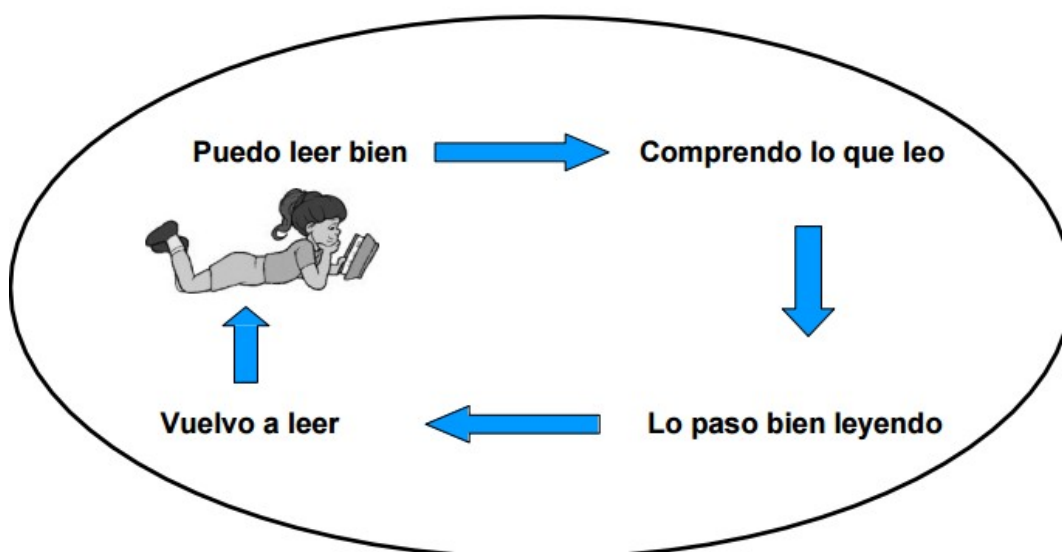 Puedo leer bien
Comprendo lo que leo
Vuelvo a leer
Lo paso bien leyendo